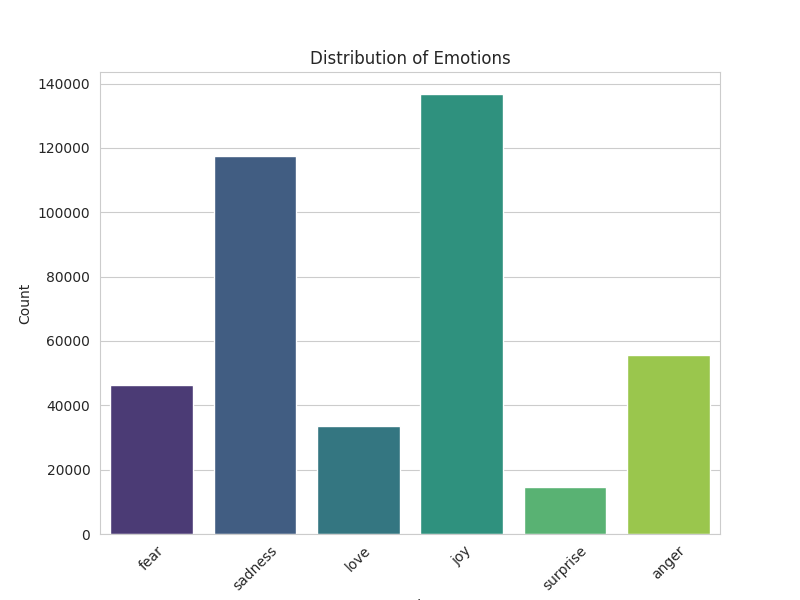 Distribution of Emotions
Count
140000
120000
100000
80000
60000
40000
20000
0
fear
sadness
love
joy
surprise
anger